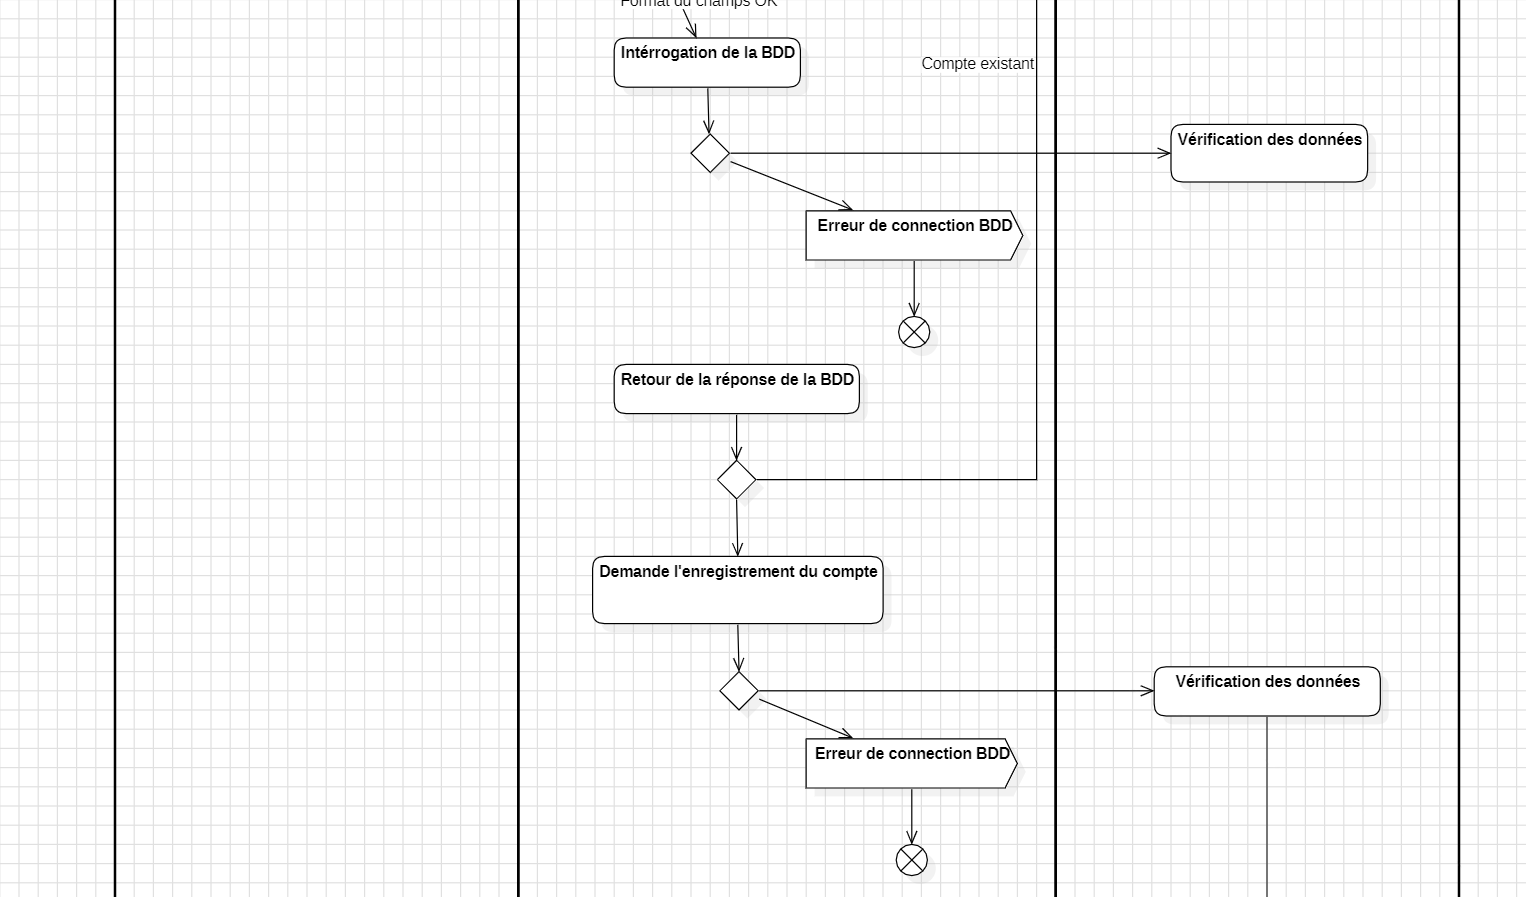 Format du champs OK
Intérrogation de la BDD
Compte existant
Vérification des données
Erreur de connection BDD
Retour de la réponse de la BDD
Demande l'enregistrement du compte
Vérification des données
Erreur de connection BDD